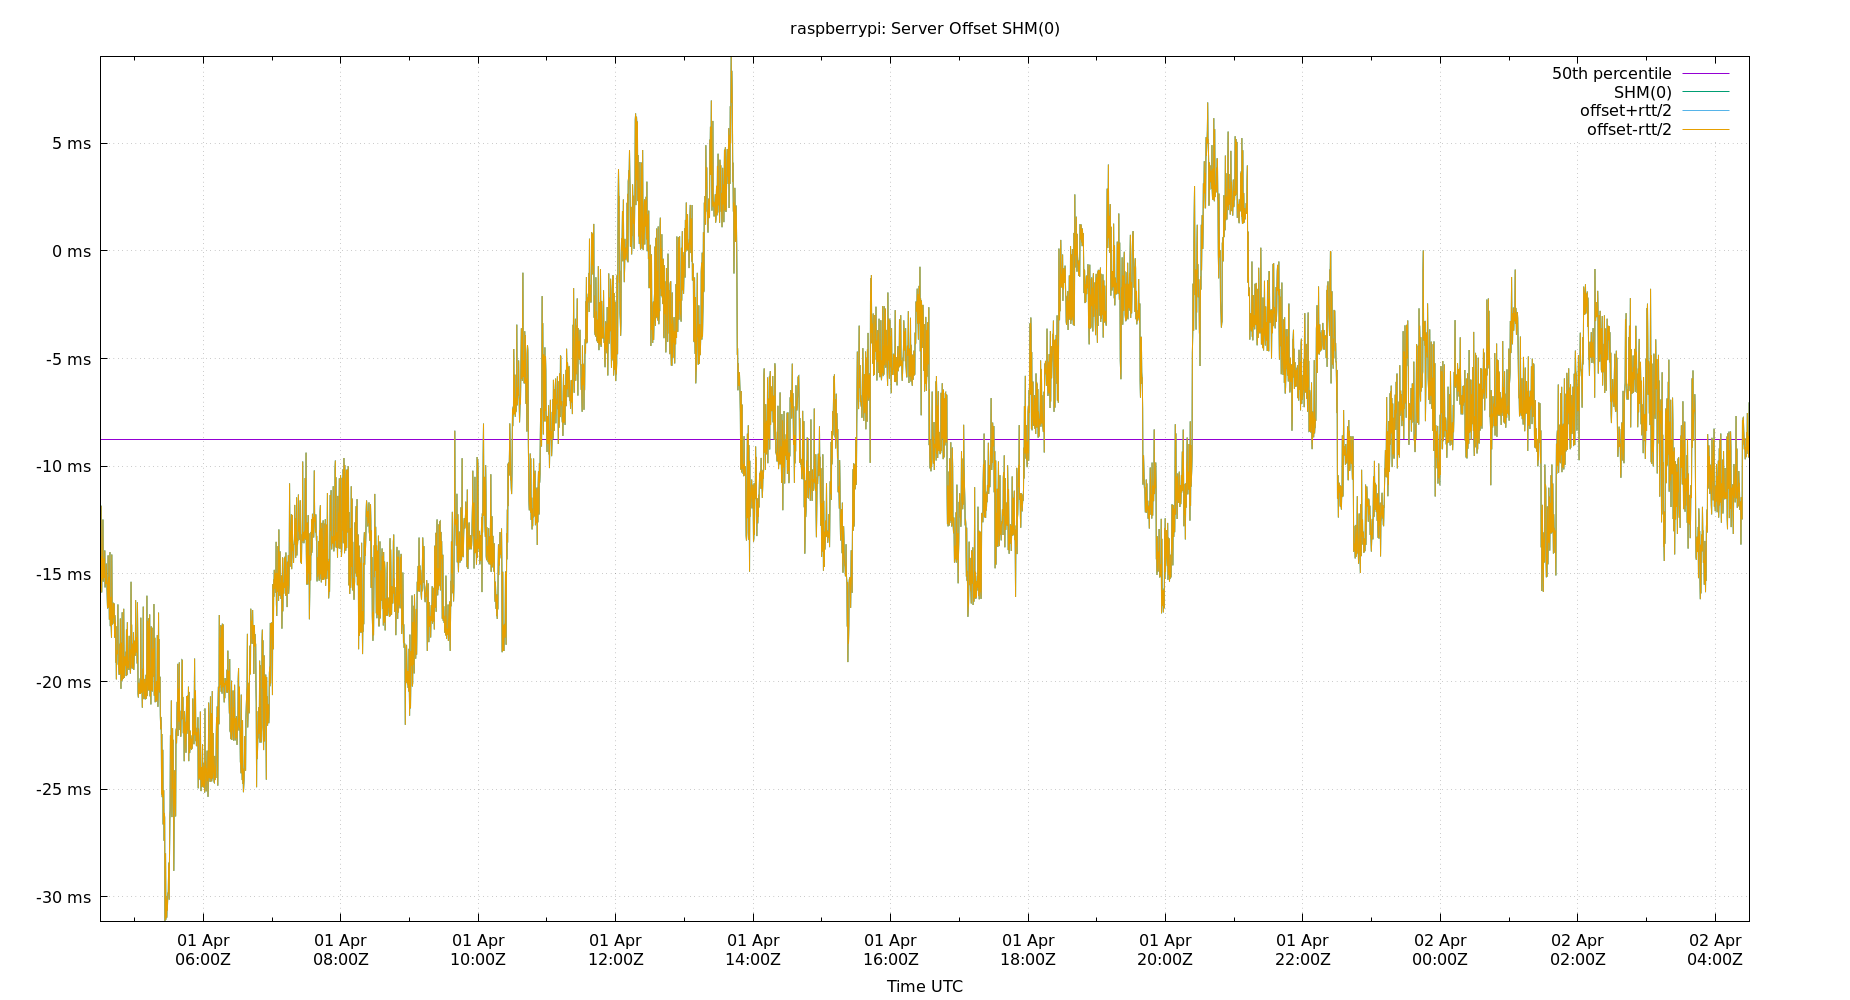 raspberrypi: Server Offset SHM(0)
50th percentile
SHM(0)
offset+rtt/2
offset-rtt/2
5 ms
0 ms
-5 ms
-10 ms
-15 ms
-20 ms
-25 ms
-30 ms
01 Apr 01 Apr 01 Apr 01 Apr 01 Apr 01 Apr 01 Apr 01 Apr 01 Apr 02 Apr 02 Apr 02 Apr
06:00Z 08:00Z 10:00Z 12:00Z 14:00Z 16:00Z 18:00Z 20:00Z 22:00Z 00:00Z 02:00Z 04:00Z
Time UTC